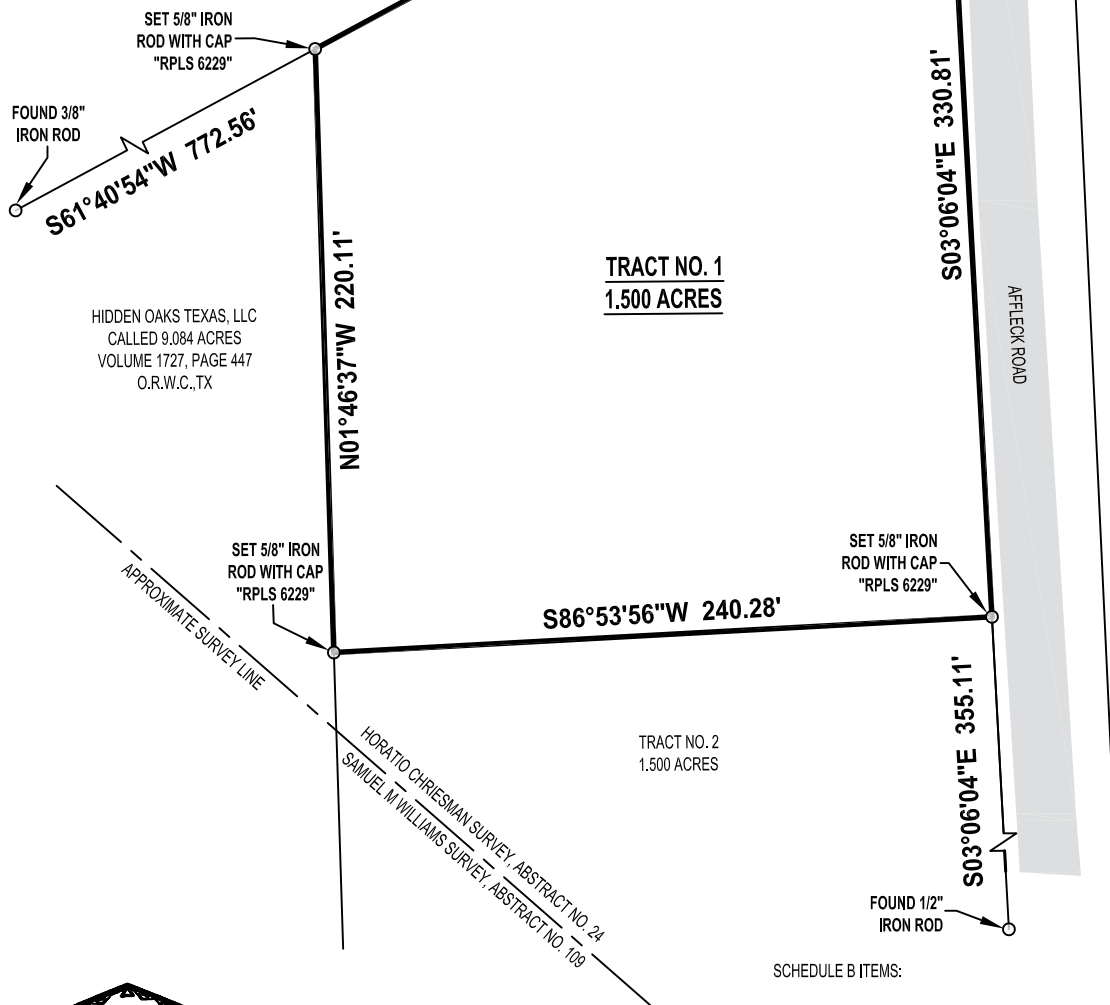 SET 5/8" IRON
ROD WITH CAP
"RPLS 6229"
FOUND 3/8"
IRON ROD
S61°40'54"W 772.56'
S03°06'04"E 330.81'
N01°46'37"W 220.11'
TRACT NO. 1
1.500 ACRES
AFFLECK ROAD
HIDDEN OAKS TEXAS, LLC
CALLED 9.084 ACRES
VOLUME 1727, PAGE 447
O.R.W.C.,TX
SET 5/8" IRON
ROD WITH CAP
"RPLS 6229"
SET 5/8" IRON
ROD WITH CAP
"RPLS 6229"
APPROXIMATE SURVEY LINE
S86°53'56"W 240.28'
HORATIO CHRIESMAN SURVEY, ABSTRACT NO. 24
SAMUEL M WILLIAMS SURVEY, ABSTRACT NO. 109
TRACT NO. 2
1.500 ACRES
S03°06'04"E 355.11'
FOUND 1/2"
IRON ROD
SCHEDULE B ITEMS: